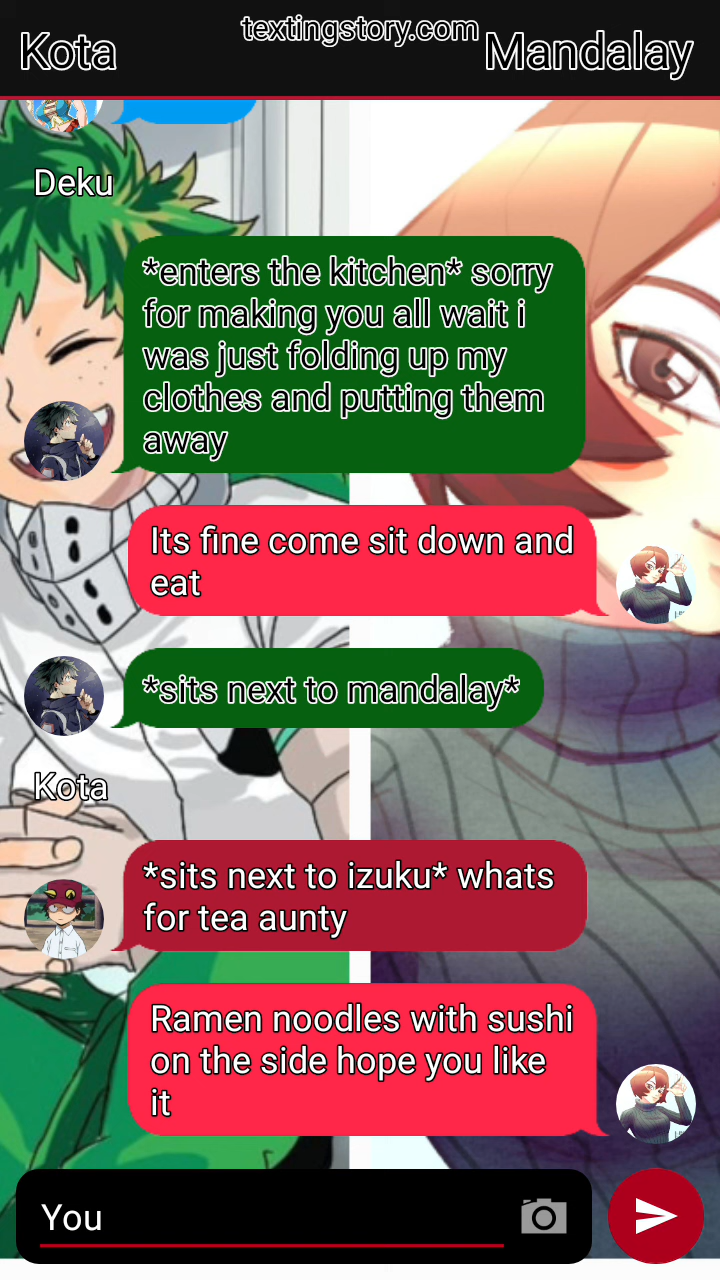 textingstory.com
Kota
Mandalay
Deku
*enters the kitchen* sorry
for making you all wait i
was just folding up my
clothes and putting them
away
Its fine come sit down and
eat
*sits next to mandalay*
Kota
*sits next to izuku* whats
for tea aunty
Ramen noodles with sushi
on the side hope you like
it
You